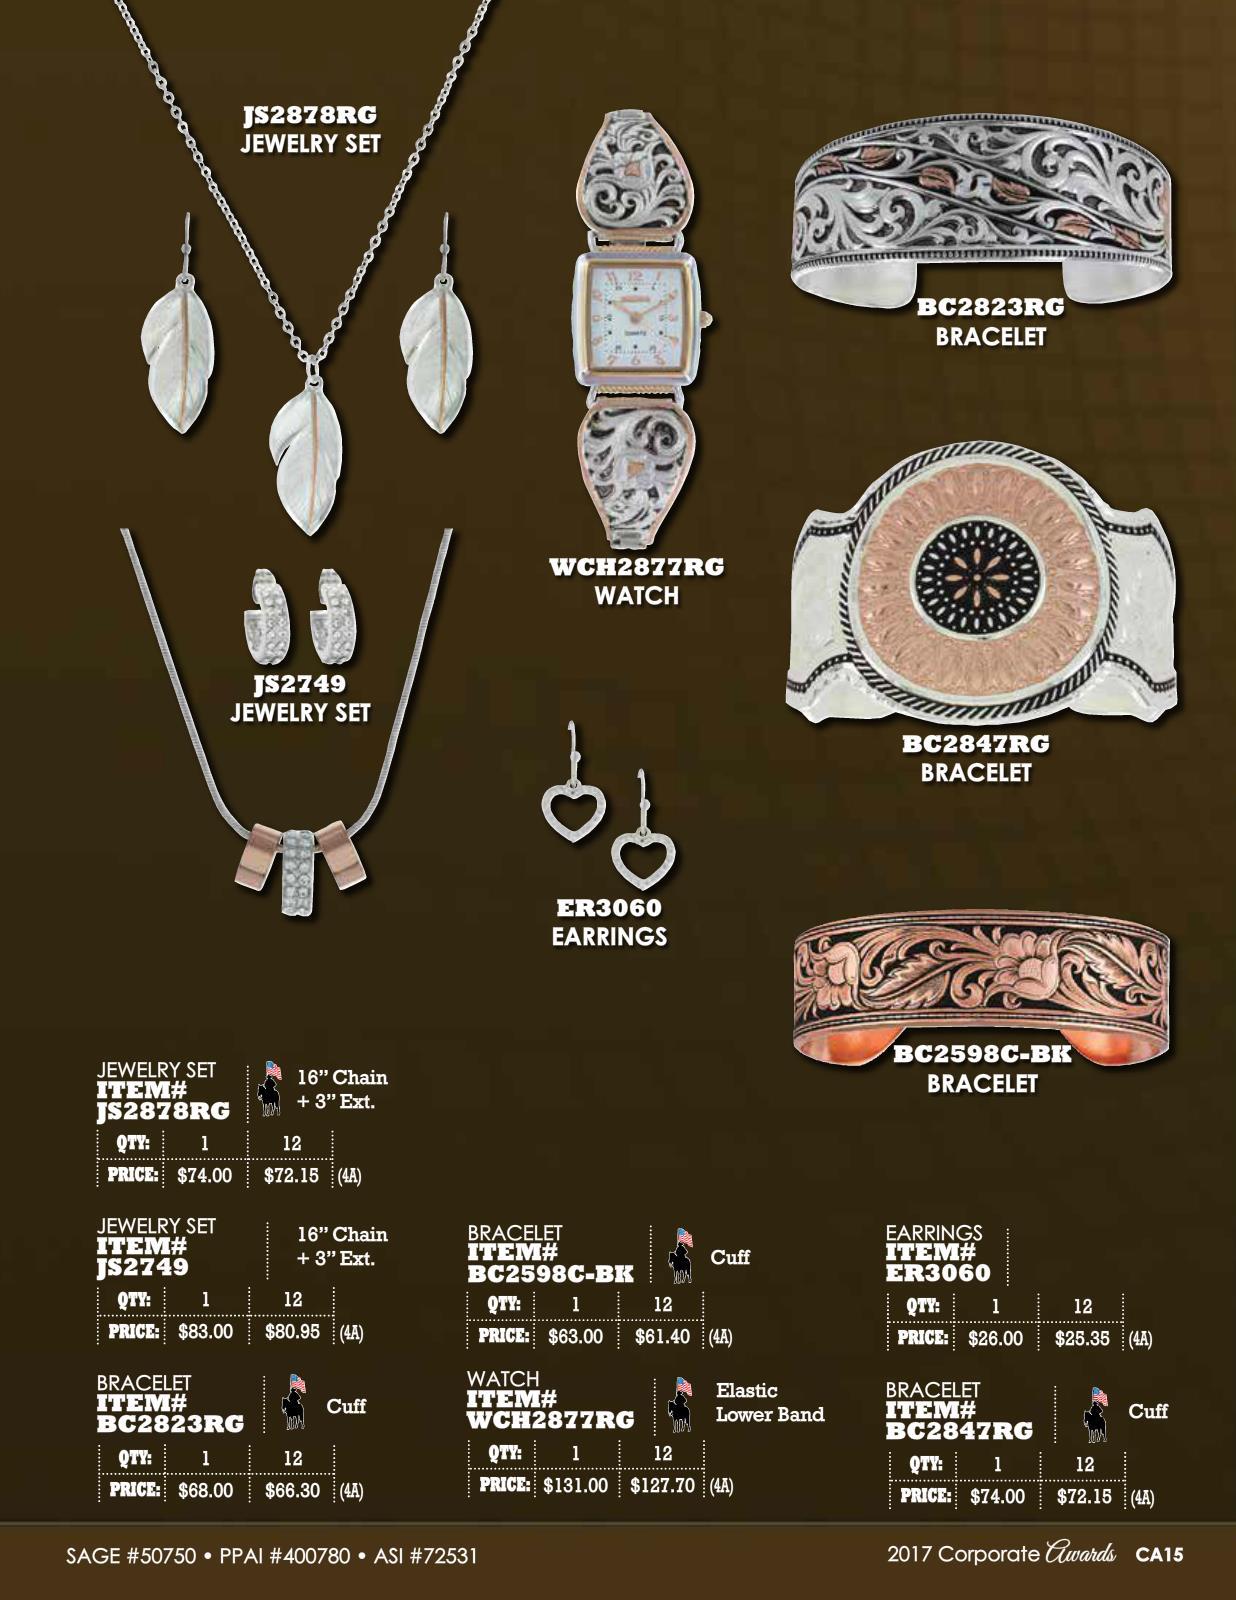 JS2878RG
JEWELRY SET
WCH2877RG
WATCH
BC2823RG
BRACELET
JS2749
JEWELRY SET
BC2847RG
BRACELET
ER3060
EARRINGS
BC2598C-BK
BRACELET
JEWELRY SET
ITEM#
JS2878RG
16” Chain
+ 3” Ext.
QTY: 1 12
PRICE: $74.00 $72.15 (4A)
JEWELRY SET
ITEM#
JS2749
16” Chain
+ 3” Ext.
QTY: 1 12
PRICE: $83.00 $80.95 (4A)
BRACELET
ITEM#
BC2823RG
Cuff
QTY: 1 12
PRICE: $68.00 $66.30 (4A)
BRACELET
ITEM#
BC2598C-BK
Cuff
QTY: 1 12
PRICE: $63.00 $61.40 (4A)
WATCH
ITEM#
WCH2877RG
Elastic
Lower Band
QTY: 1 12
PRICE: $131.00 $127.70 (4A)
EARRINGS
ITEM#
ER3060
QTY: 1 12
PRICE: $26.00 $25.35 (4A)
BRACELET
ITEM#
BC2847RG
Cuff
QTY: 1 12
PRICE: $74.00 $72.15 (4A)
SAGE #50750 • PPAI #400780 • ASI #72531
2017 Corporate Awards CA15